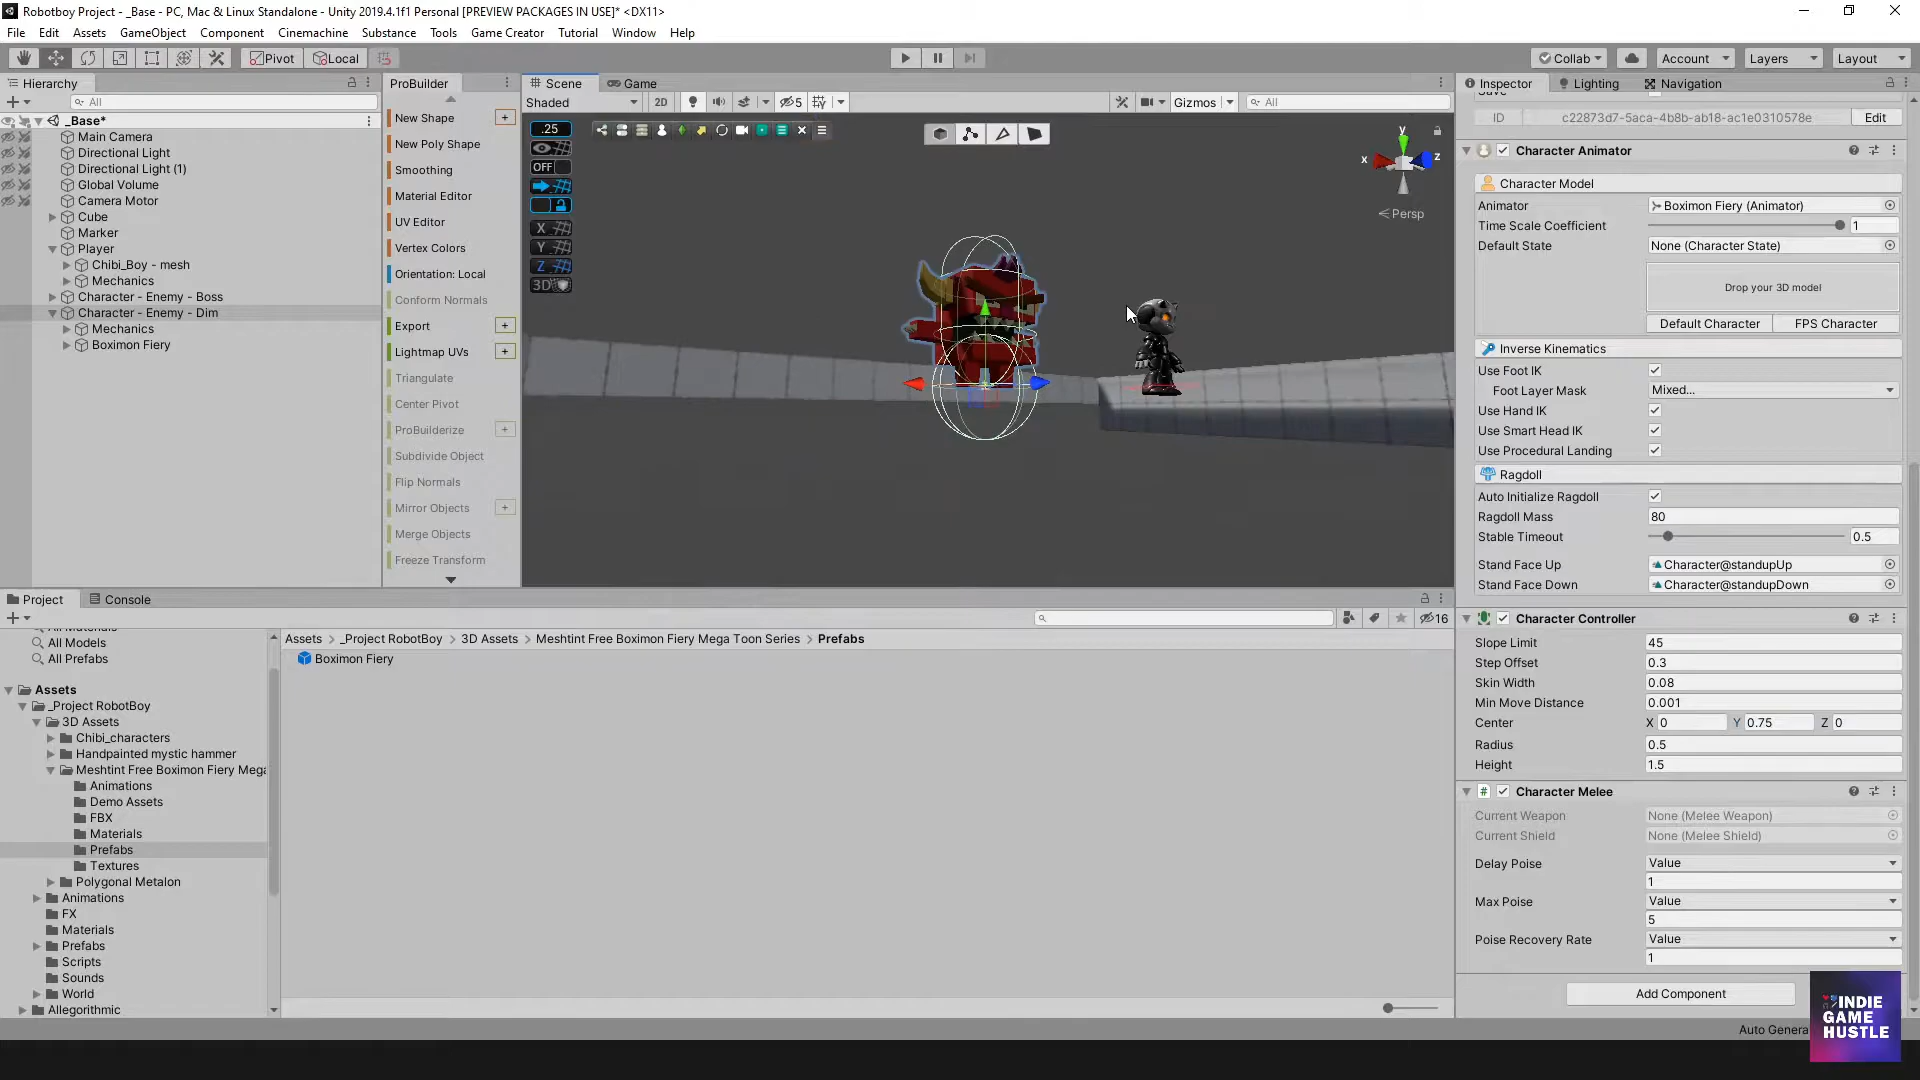 Robotboy Project - _Base - PC, Mac & Linux Standalone - Unity 2019.4.1f1 Personal [PREVIEW PACKAGES IN USE]* <DX11>
File Edit Assets GameObject Component Cinemachine Substance Tools Game Creator Tutorial Window Help
Pivot Local Collab Account Layers Layout
Hierarchy
All
_Base*
Main Camera
Directional Light
Directional Light (1)
Global Volume
Camera Motor
Cube
Marker
Player
Chibi_Boy - mesh
Mechanics
Character - Enemy - Boss
Character - Enemy - Dim
Mechanics
Boximon Fiery
ProBuilder
New Shape +
New Poly Shape
Smoothing
Material Editor
UV Editor
Vertex Colors
Orientation: Local
Conform Normals
Export +
Lightmap UVs +
Triangulate
Center Pivot
ProBuilderize +
Subdivide Object
Flip Normals
Mirror Objects +
Merge Objects
Freeze Transform
Scene Game
Shaded 2D 5 Gizmos All
.25
OFF
X
Y
Z
3D
y
x z
Persp
Project Console
16
All Models
All Prefabs
Assets
_Project RobotBoy
3D Assets
Chibi_characters
Handpainted mystic hammer
Meshtint Free Boximon Fiery Mega
Animations
Demo Assets
FBX
Materials
Prefabs
Textures
Polygonal Metalon
Animations
FX
Materials
Prefabs
Scripts
Sounds
World
Allegorithmic
Assets > _Project RobotBoy > 3D Assets > Meshtint Free Boximon Fiery Mega Toon Series > Prefabs
Boximon Fiery
Inspector Lighting Navigation
ID c22873d7-5aca-4b8b-ab18-ac1e0310578e Edit
Character Animator
Character Model
Animator Boximon Fiery (Animator)
Time Scale Coefficient 1
Default State None (Character State)
Drop your 3D model
Default Character FPS Character
Inverse Kinematics
Use Foot IK
Foot Layer Mask Mixed...
Use Hand IK
Use Smart Head IK
Use Procedural Landing
Ragdoll
Auto Initialize Ragdoll
Ragdoll Mass 80
Stable Timeout 0.5
Stand Face Up Character@standupUp
Stand Face Down Character@standupDown
Character Controller
Slope Limit 45
Step Offset 0.3
Skin Width 0.08
Min Move Distance 0.001
Center X 0 Y 0.75 Z 0
Radius 0.5
Height 1.5
Character Melee
Current Weapon None (Melee Weapon)
Current Shield None (Melee Shield)
Delay Poise Value
1
Max Poise Value
5
Poise Recovery Rate Value
1
Add Component
Auto Genera
INDIE
GAME
HUSTLE